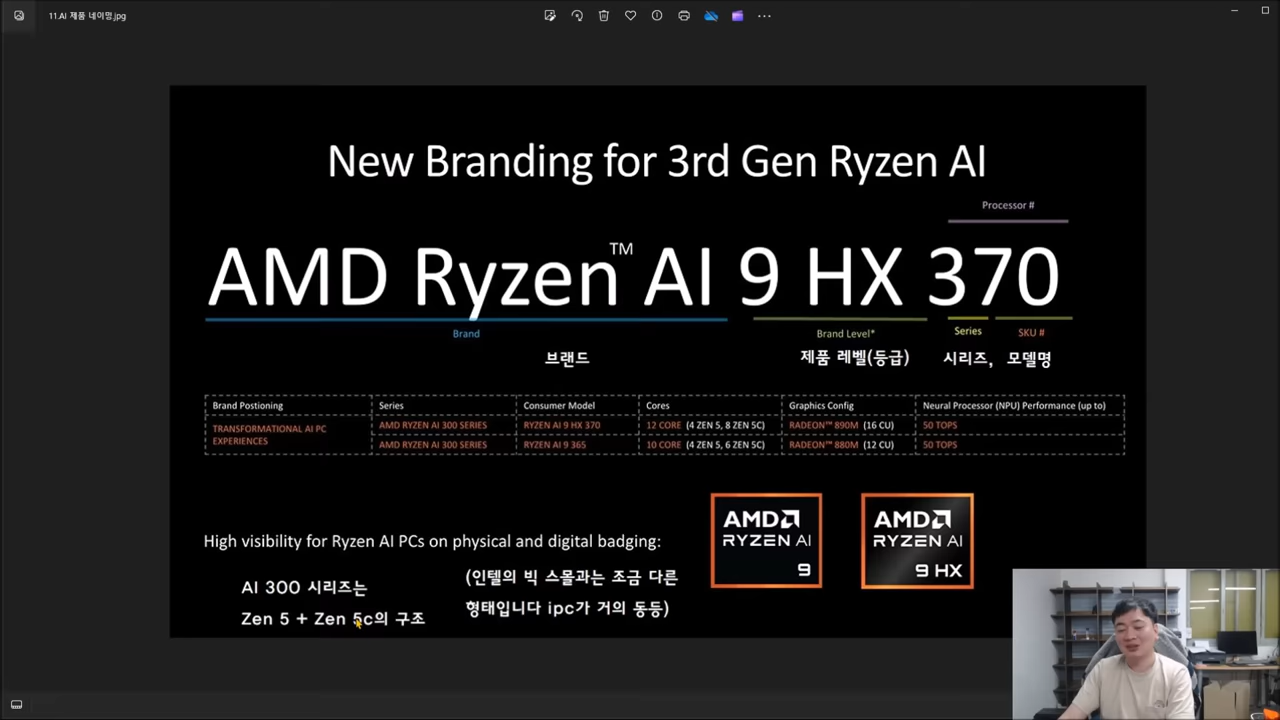 11.AI 제품 네이밍.jpg
New Branding for 3rd Gen Ryzen AI
Processor #
AMD Ryzen™ AI 9 HX 370
Brand
Brand Level*
Series
SKU #
브랜드
제품 레벨(등급)
시리즈, 모델명
Brand Postioning Series Consumer Model Cores Graphics Config Neural Processor (NPU) Performance (up to)
TRANSFORMATIONAL AI PC
EXPERIENCES
AMD RYZEN AI 300 SERIES RYZEN AI 9 HX 370 12 CORE (4 ZEN 5, 8 ZEN 5C) RADEON™ 890M (16 CU) 50 TOPS
AMD RYZEN AI 300 SERIES RYZEN AI 9 365 10 CORE (4 ZEN 5, 6 ZEN 5C) RADEON™ 880M (12 CU) 50 TOPS
High visibility for Ryzen AI PCs on physical and digital badging:
AI 300 시리즈는
Zen 5 + Zen 5c의 구조
(인텔의 빅 스몰과는 조금 다른
형태입니다 ipc가 거의 동등)
AMD
RYZEN AI
9
AMD
RYZEN AI
9 HX